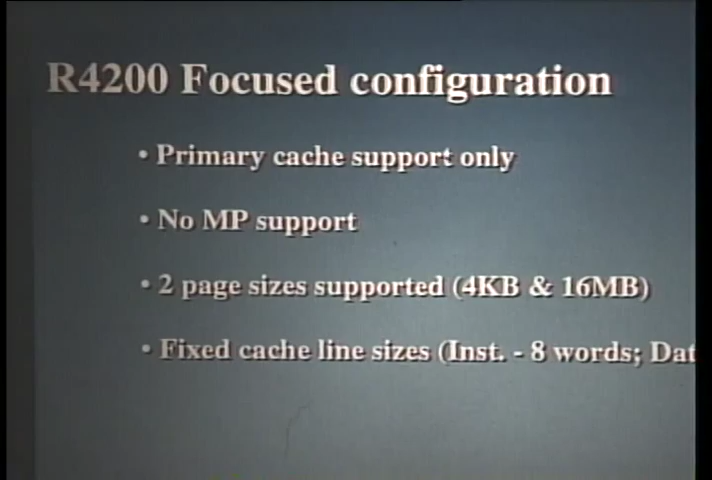 R4200 Focused configuration
• Primary cache support only
• No MP support
• 2 page sizes supported (4KB & 16MB)
• Fixed cache line sizes (Inst. - 8 words; Dat